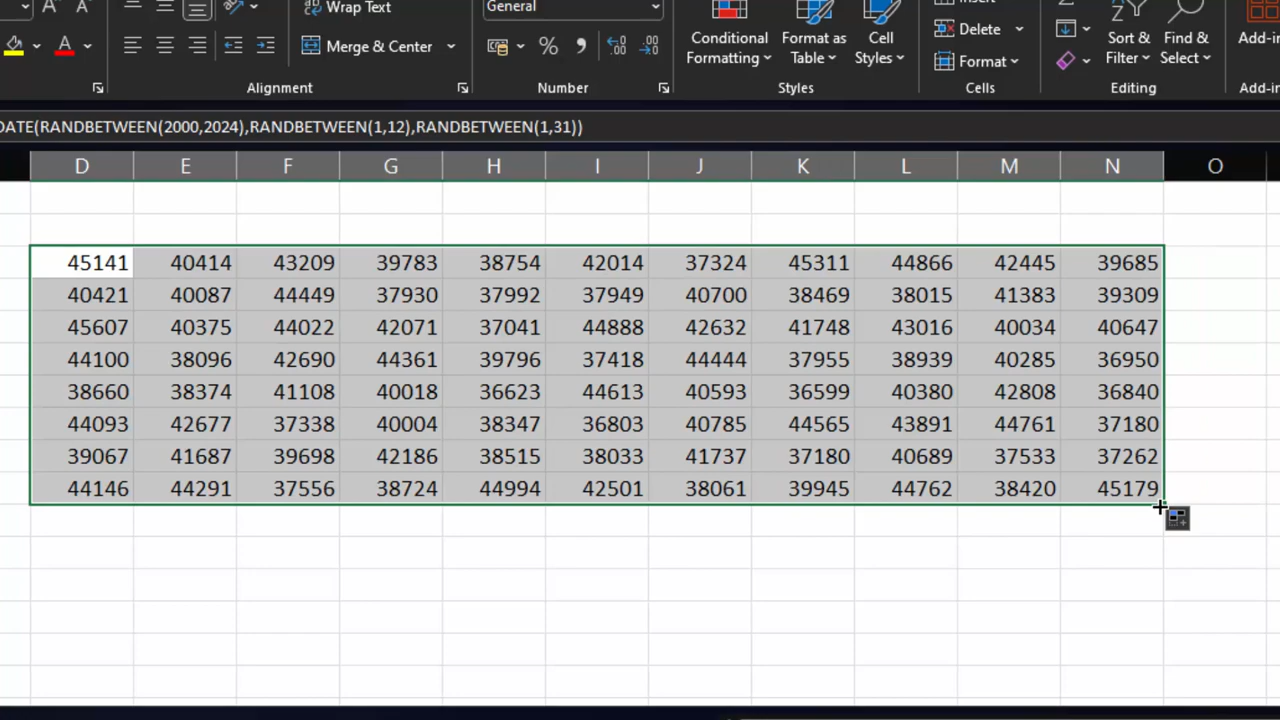 Wrap Text
General
Insert
Merge & Center
%
Conditional Formatting
Format as Table
Cell Styles
Delete
Format
Sort & Filter
Find & Select
Add-in
Alignment
Number
Styles
Cells
Editing
Add-in
DATE(RANDBETWEEN(2000,2024),RANDBETWEEN(1,12),RANDBETWEEN(1,31))
D E F G H I J K L M N O
45141 40414 43209 39783 38754 42014 37324 45311 44866 42445 39685
40421 40087 44449 37930 37992 37949 40700 38469 38015 41383 39309
45607 40375 44022 42071 37041 44888 42632 41748 43016 40034 40647
44100 38096 42690 44361 39796 37418 44444 37955 38939 40285 36950
38660 38374 41108 40018 36623 44613 40593 36599 40380 42808 36840
44093 42677 37338 40004 38347 36803 40785 44565 43891 44761 37180
39067 41687 39698 42186 38515 38033 41737 37180 40689 37533 37262
44146 44291 37556 38724 44994 42501 38061 39945 44762 38420 45179